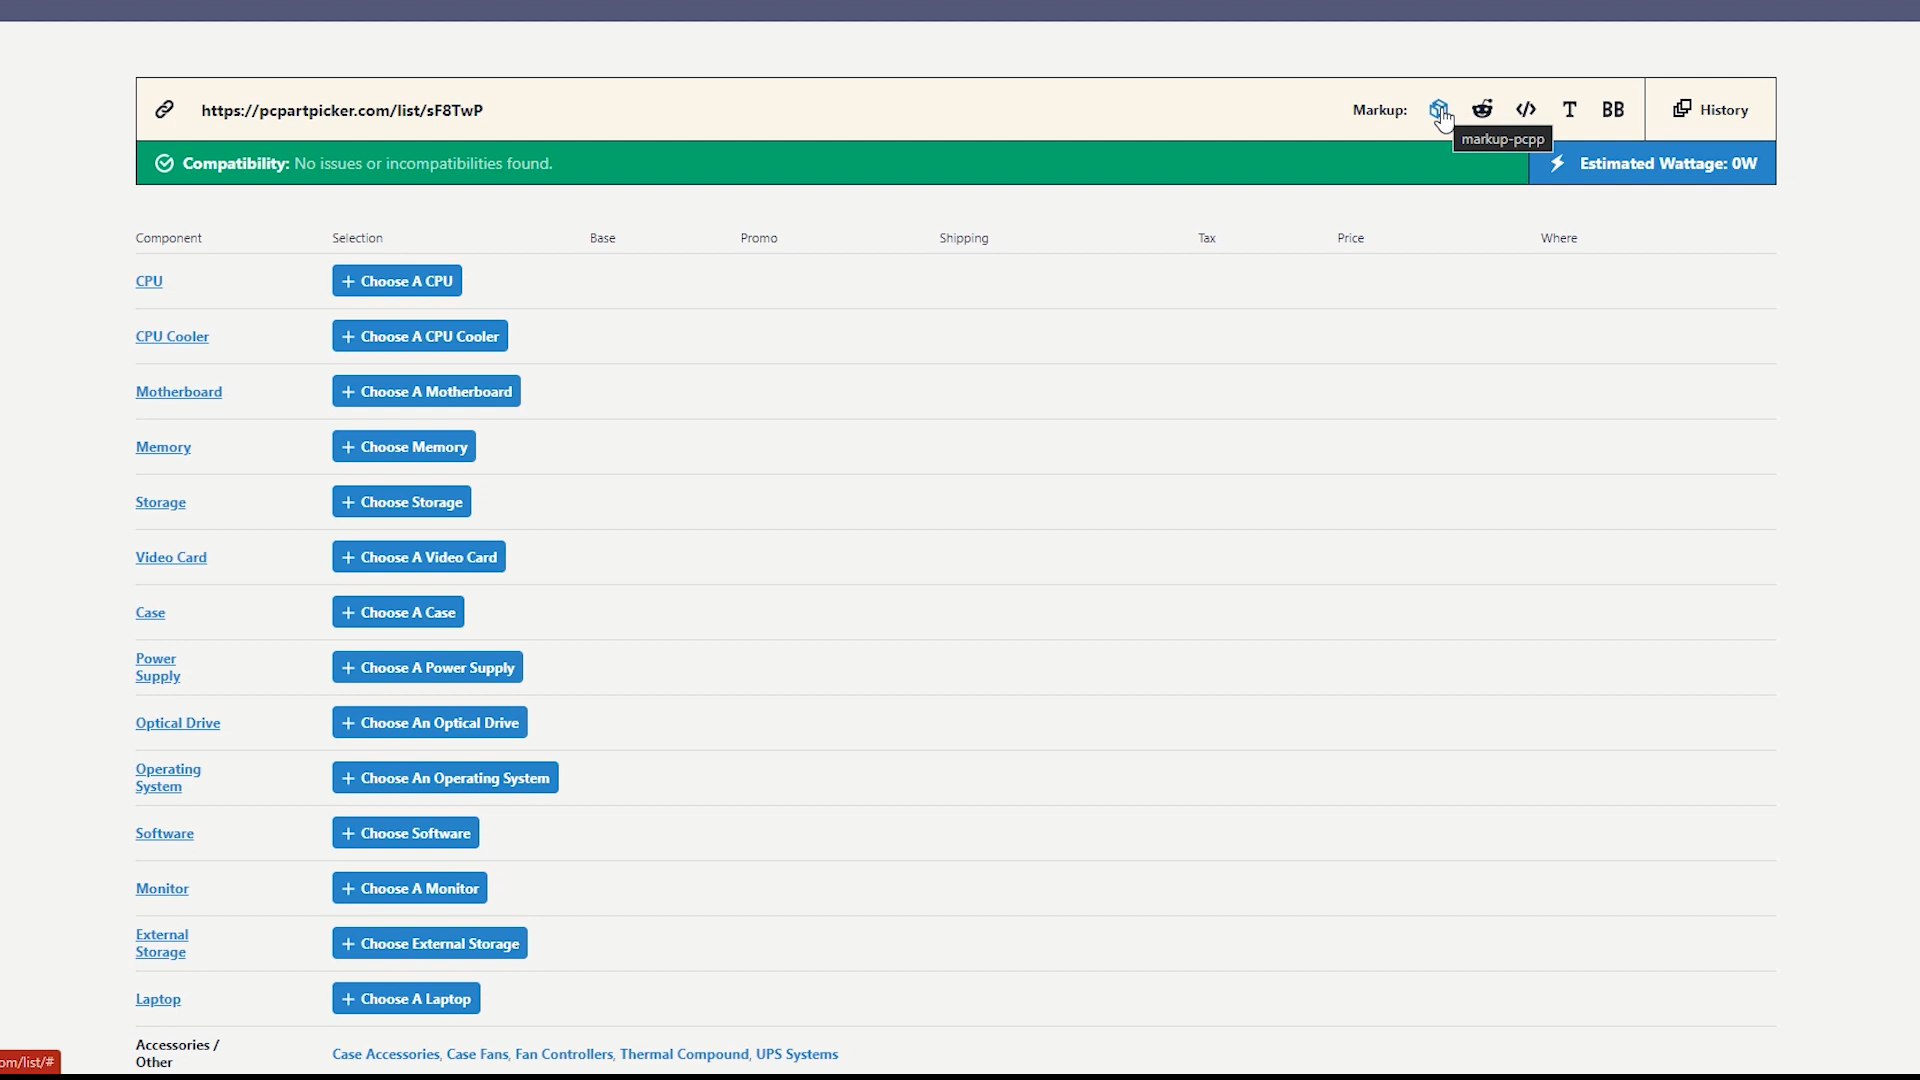 https://pcpartpicker.com/list/sF8TwP Markup: </> T BB History
markup-pcpp
Compatibility: No issues or incompatibilities found. Estimated Wattage: 0W
Component Selection Base Promo Shipping Tax Price Where
CPU + Choose A CPU
CPU Cooler + Choose A CPU Cooler
Motherboard + Choose A Motherboard
Memory + Choose Memory
Storage + Choose Storage
Video Card + Choose A Video Card
Case + Choose A Case
Power
Supply + Choose A Power Supply
Optical Drive + Choose An Optical Drive
Operating
System + Choose An Operating System
Software + Choose Software
Monitor + Choose A Monitor
External
Storage + Choose External Storage
Laptop + Choose A Laptop
Accessories /
Other Case Accessories, Case Fans, Fan Controllers, Thermal Compound, UPS Systems
om/list/#